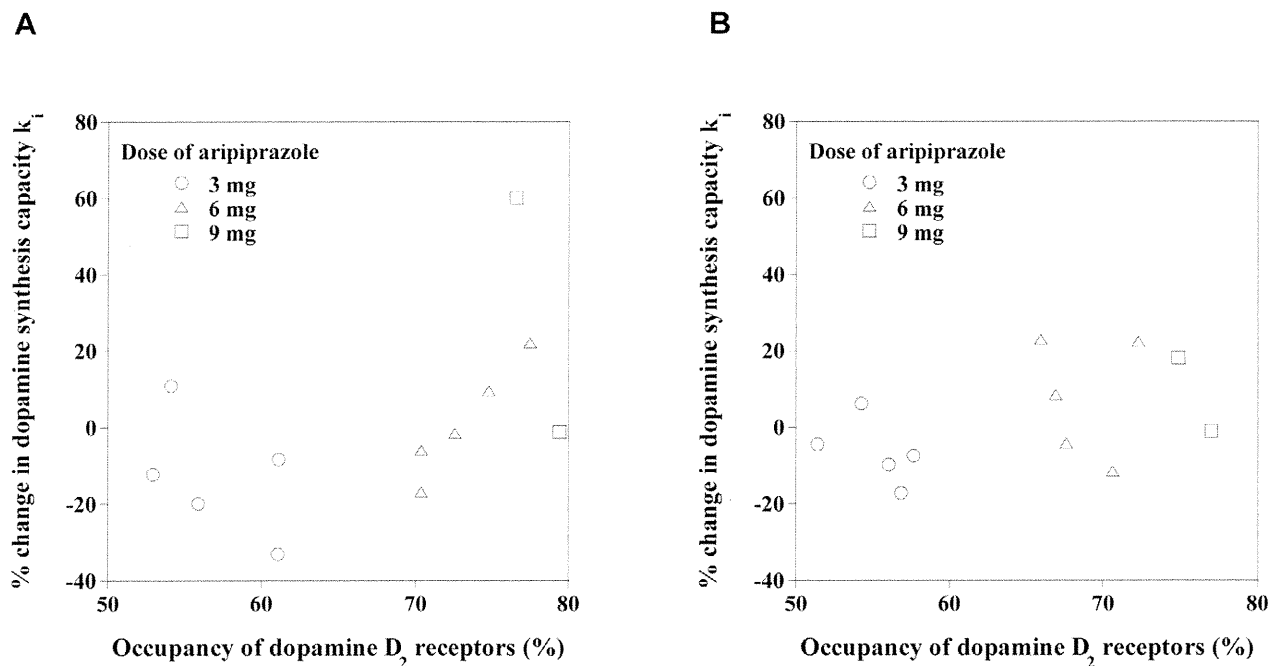 A
% change in dopamine synthesis capacity k i
80
60
40
20
0
-20
-40
Dose of aripiprazole
3 mg
6 mg
9 mg
50 60 70 80
Occupancy of dopamine D2 receptors (%)
B
% change in dopamine synthesis capacity k i
80
60
40
20
0
-20
-40
Dose of aripiprazole
3 mg
6 mg
9 mg
50 60 70 80
Occupancy of dopamine D2 receptors (%)